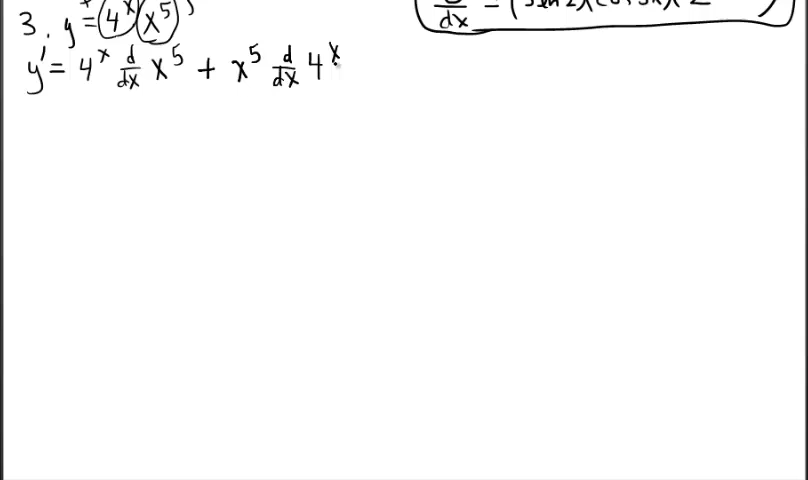 3. y = (4^x)(x^5)
y' = 4^x d/dx x^5 + x^5 d/dx 4^x
dx =